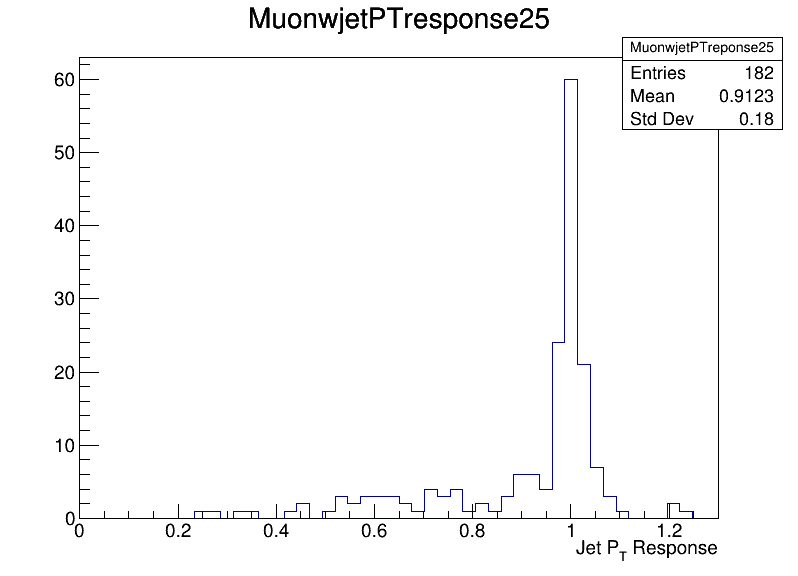 MuonwjetPTresponse25
MuonwjetPTreponse25
Entries 182
Mean 0.9123
Std Dev 0.18
60
50
40
30
20
10
0
0 0.2 0.4 0.6 0.8 1 1.2
Jet PT Response